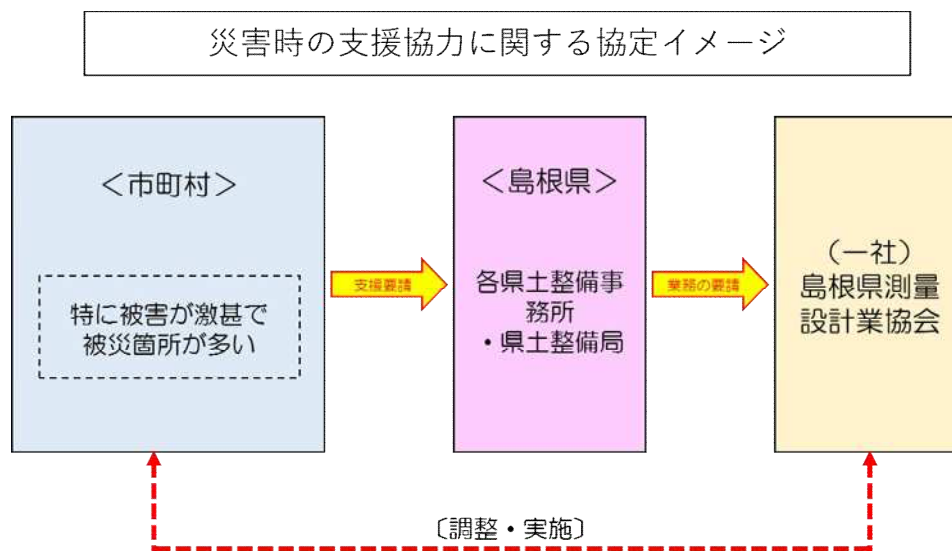 災害時の支援協力に関する協定イメージ
＜市町村＞
特に被害が激甚で
被災箇所が多い
支援要請
＜島根県＞
各県土整備事
務所
・県土整備局
業務の要請
（一社）
島根県測量
設計業協会
〔調整・実施〕